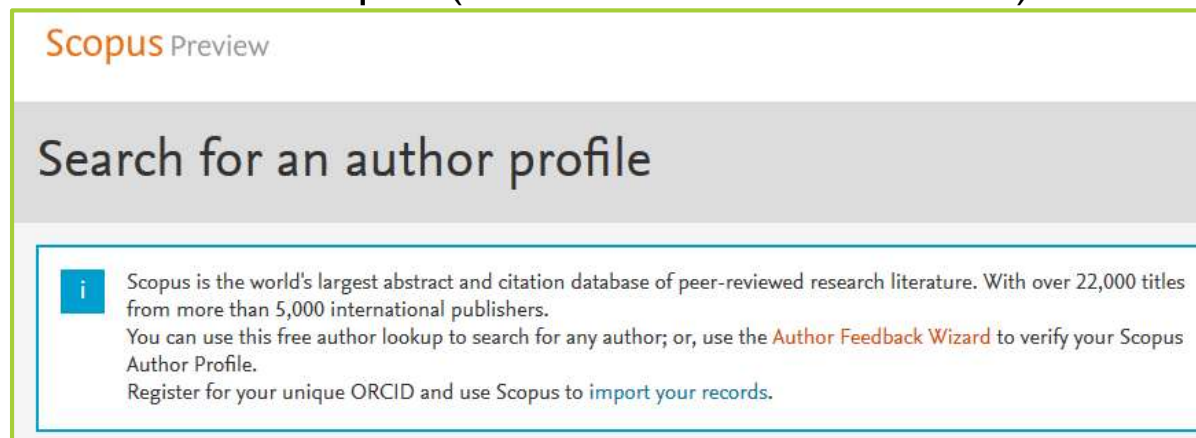 Scopus Preview
Search for an author profile
i
Scopus is the world's largest abstract and citation database of peer-reviewed research literature. With over 22,000 titles
from more than 5,000 international publishers.
You can use this free author lookup to search for any author; or, use the Author Feedback Wizard to verify your Scopus
Author Profile.
Register for your unique ORCID and use Scopus to import your records.